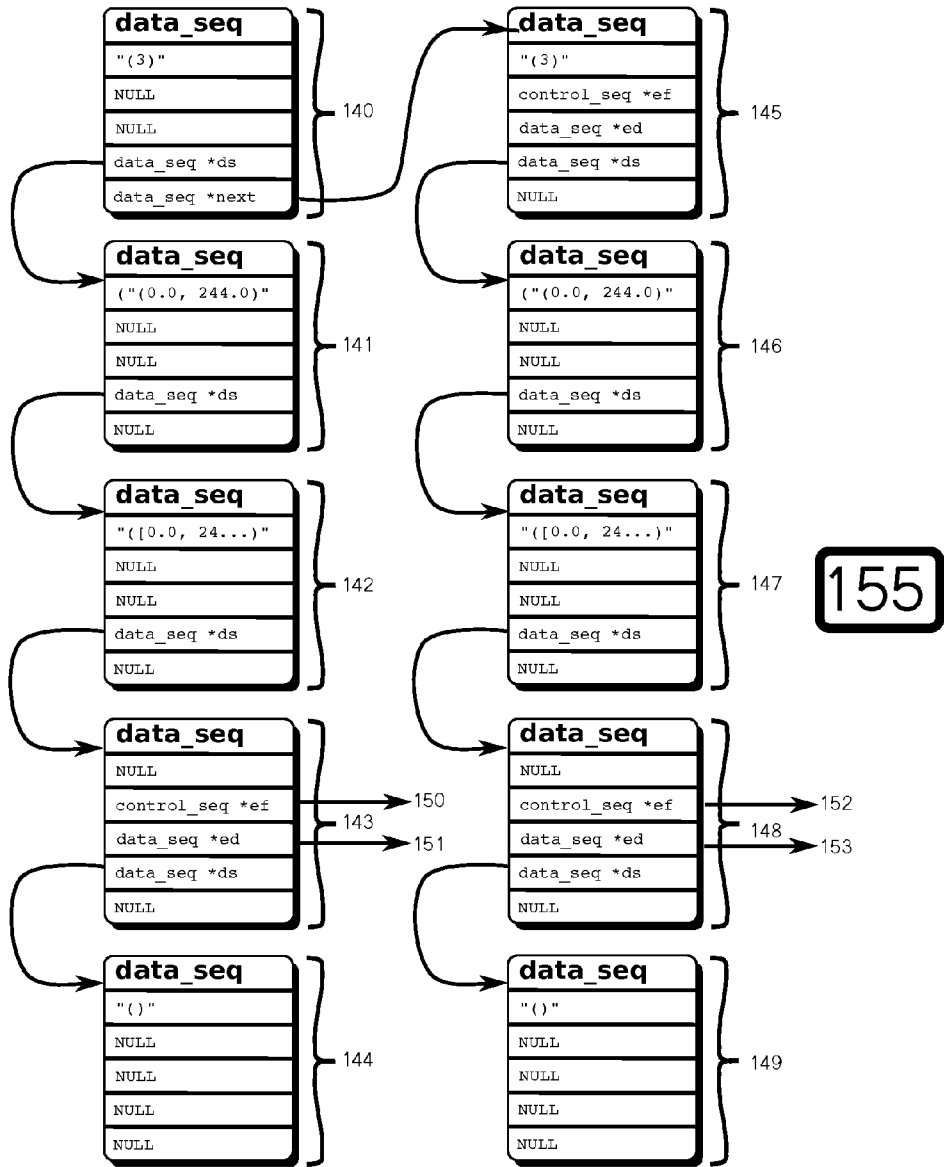 data_seq
"(3)"
NULL
NULL
data_seq *ds
data_seq *next
140
data_seq
"(3)"
control_seq *ef
data_seq *ed
data_seq *ds
NULL
145
data_seq
("(0.0, 244.0)"
NULL
NULL
data_seq *ds
NULL
141
data_seq
("(0.0, 244.0)"
NULL
NULL
data_seq *ds
NULL
146
data_seq
"([0.0, 24...)"
NULL
NULL
data_seq *ds
NULL
142
data_seq
"([0.0, 24...)"
NULL
NULL
data_seq *ds
NULL
147
155
data_seq
NULL
control_seq *ef
data_seq *ed
data_seq *ds
NULL
143
150
151
data_seq
NULL
control_seq *ef
data_seq *ed
data_seq *ds
NULL
148
152
153
data_seq
"()"
NULL
NULL
NULL
NULL
144
data_seq
"()"
NULL
NULL
NULL
NULL
149